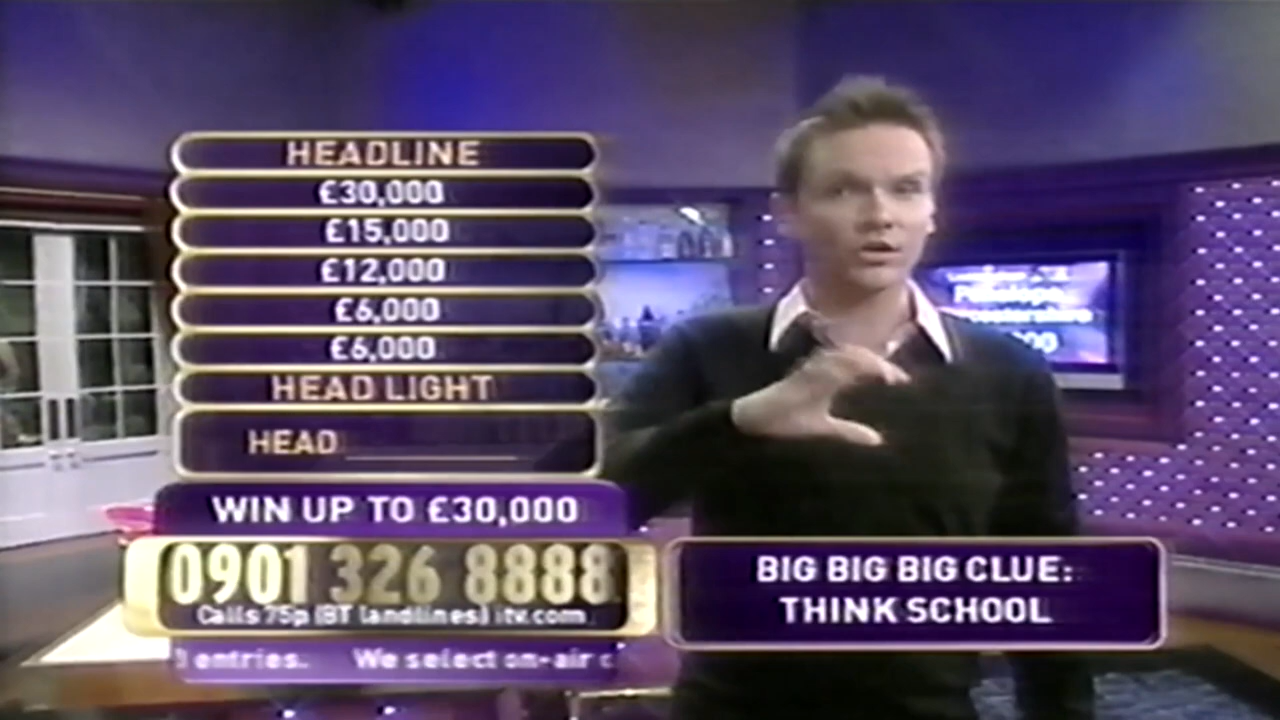 HEADLINE
£30,000
£15,000
£12,000
£6,000
£6,000
HEAD LIGHT
HEAD
WIN UP TO £30,000
0901 326 8888
Calls 75p (BT landlines) itv.com
entries. We select on-air
BIG BIG BIG CLUE:
THINK SCHOOL